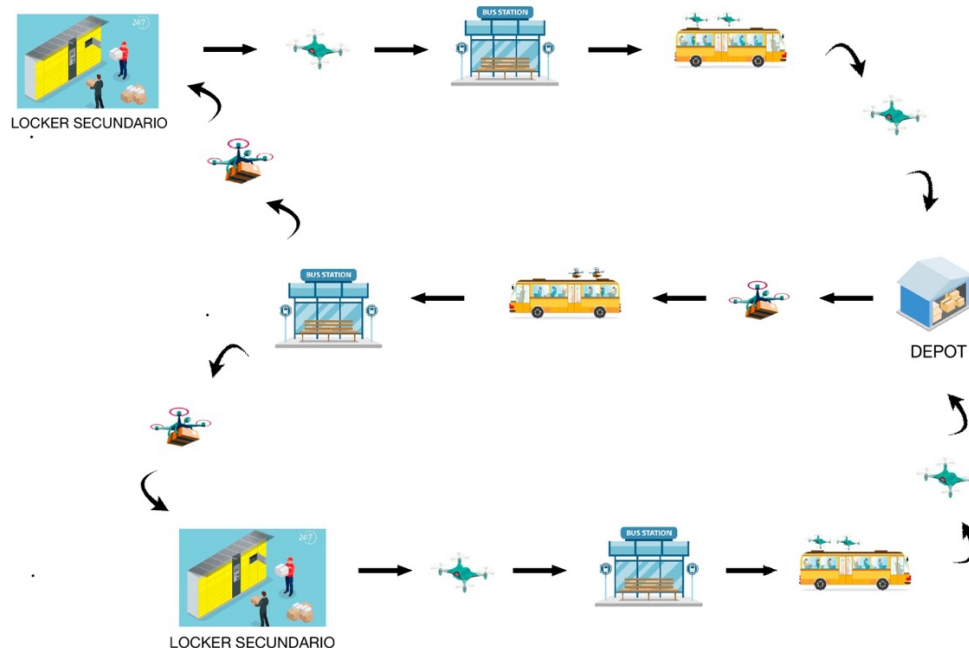 24/7
BUS STATION
LOCKER SECUNDARIO
BUS STATION
DEPOT
BUS STATION
24/7
LOCKER SECUNDARIO